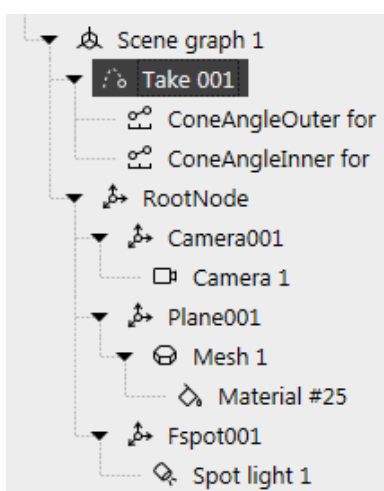 Scene graph 1
Take 001
ConeAngleOuter for
ConeAngleInner for
RootNode
Camera001
Camera 1
Plane001
Mesh 1
Material #25
Fspot001
Spot light 1